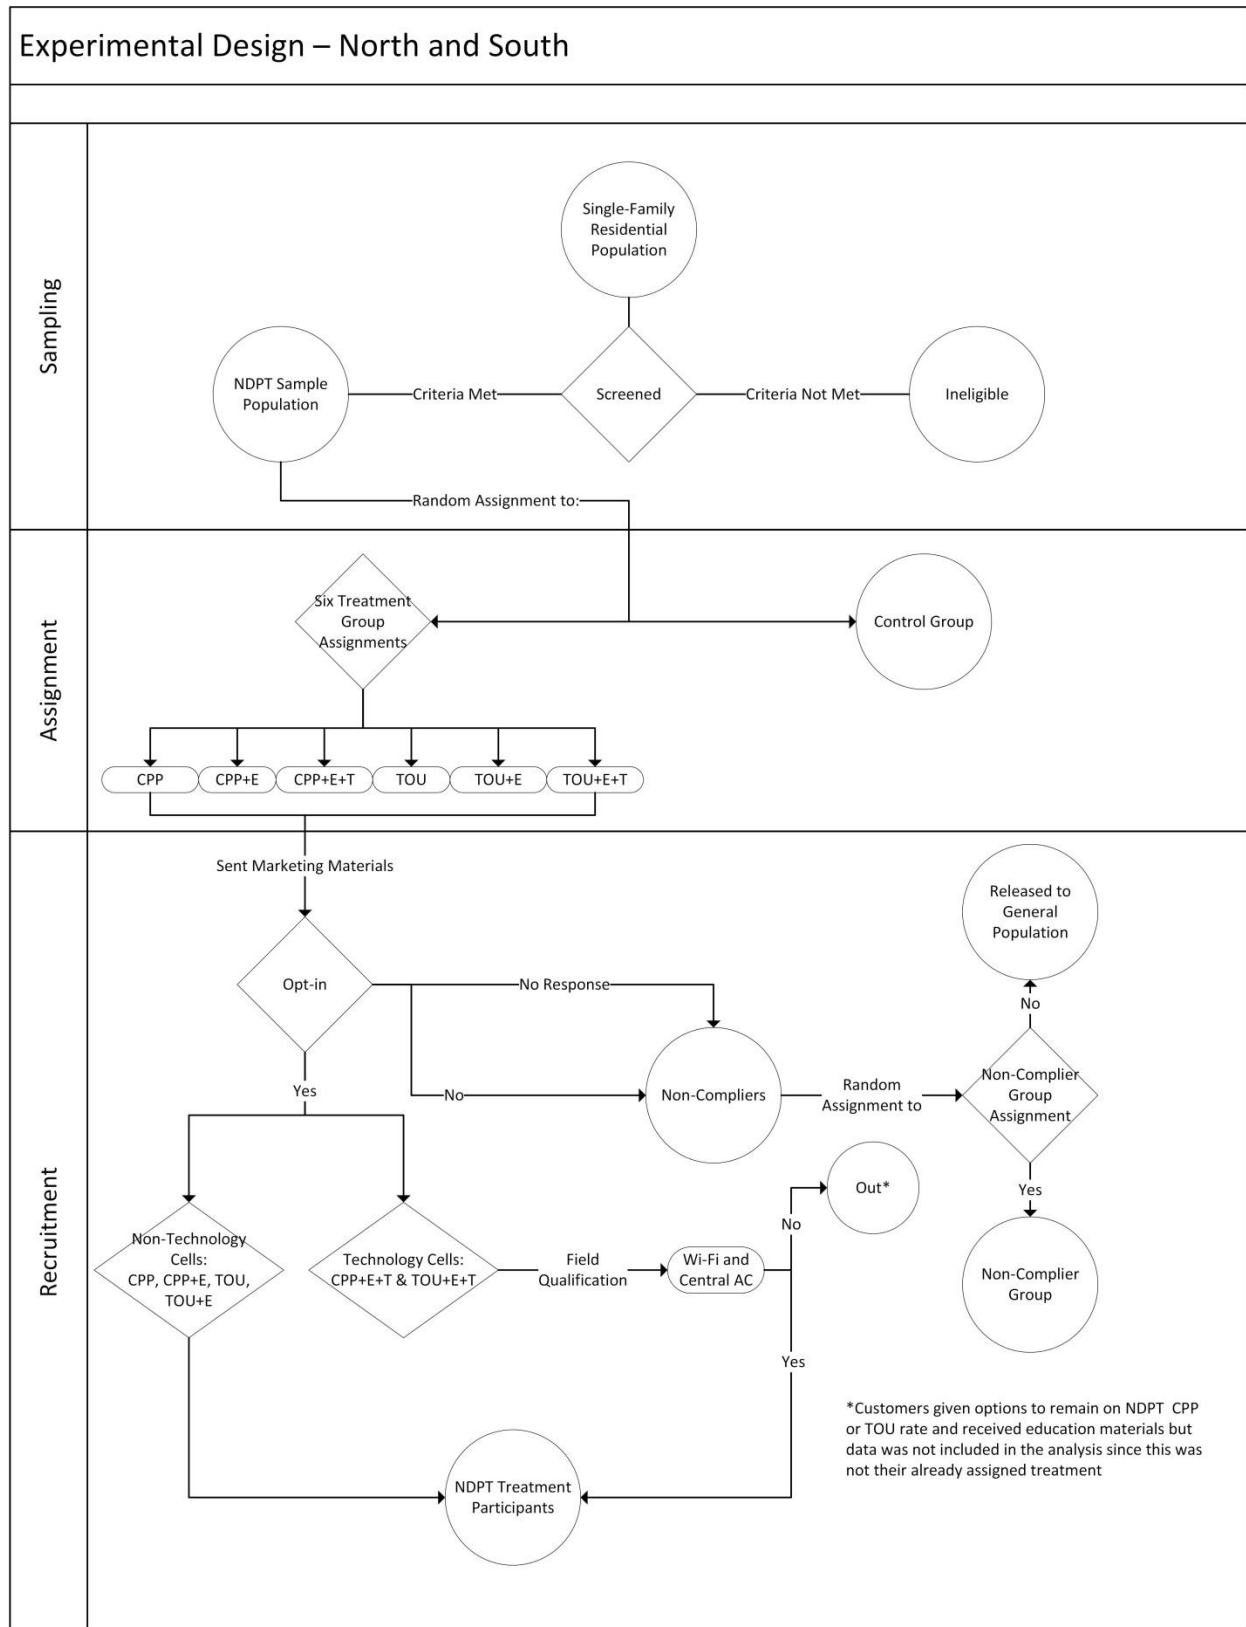 Experimental Design – North and South
Sampling
Single-Family
Residential
Population
NDPT Sample
Population
Criteria Met
Screened
Criteria Not Met
Ineligible
Random Assignment to:
Assignment
Six Treatment
Group
Assignments
Control Group
CPP
CPP+E
CPP+E+T
TOU
TOU+E
TOU+E+T
Recruitment
Sent Marketing Materials
Opt-in
No Response
No
Yes
Non-Compliers
Random
Assignment to
Non-Complier
Group
Assignment
No
Released to
General
Population
Yes
Non-Complier
Group
Non-Technology
Cells:
CPP, CPP+E, TOU,
TOU+E
Technology Cells:
CPP+E+T & TOU+E+T
Field
Qualification
Wi-Fi and
Central AC
No
Out*
Yes
NDPT Treatment
Participants
*Customers given options to remain on NDPT  CPP
or TOU rate and received education materials but
data was not included in the analysis since this was
not their already assigned treatment